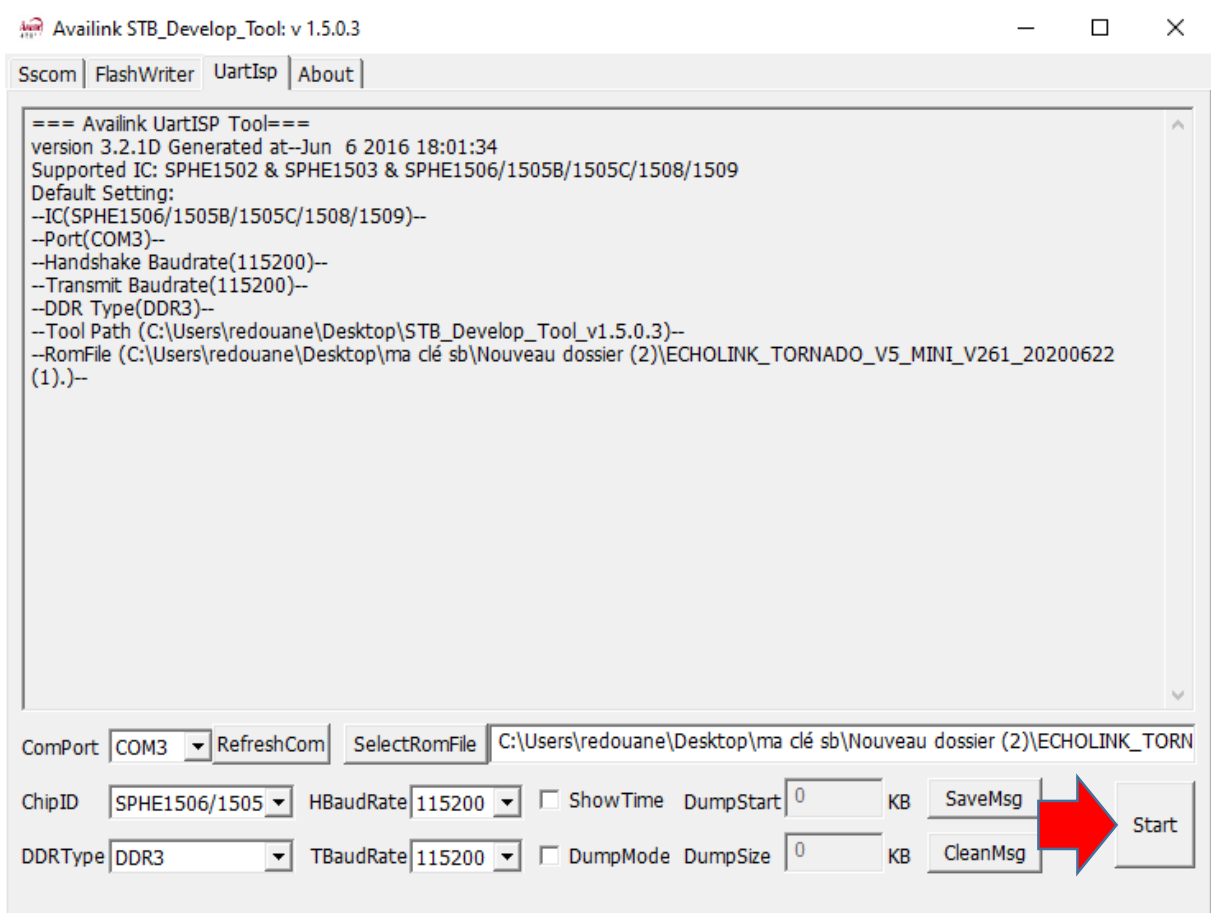 Availink STB_Develop_Tool: v 1.5.0.3
Sscom FlashWriter UartIsp About
=== Availink UartISP Tool===
version 3.2.1D Generated at--Jun  6 2016 18:01:34
Supported IC: SPHE1502 & SPHE1503 & SPHE1506/1505B/1505C/1508/1509
Default Setting:
--IC(SPHE1506/1505B/1505C/1508/1509)--
--Port(COM3)--
--Handshake Baudrate(115200)--
--Transmit Baudrate(115200)--
--DDR Type(DDR3)--
--Tool Path (C:\Users\redouane\Desktop\STB_Develop_Tool_v1.5.0.3)--
--RomFile (C:\Users\redouane\Desktop\ma clé sb\Nouveau dossier (2)\ECHOLINK_TORNADO_V5_MINI_V261_20200622
(1).)--
ComPort COM3 RefreshCom SelectRomFile C:\Users\redouane\Desktop\ma clé sb\Nouveau dossier (2)\ECHOLINK_TORN
ChipID SPHE1506/1505 HBaudRate 115200 ShowTime DumpStart 0 KB SaveMsg
Start
DDRType DDR3 TBaudRate 115200 DumpMode DumpSize 0 KB CleanMsg